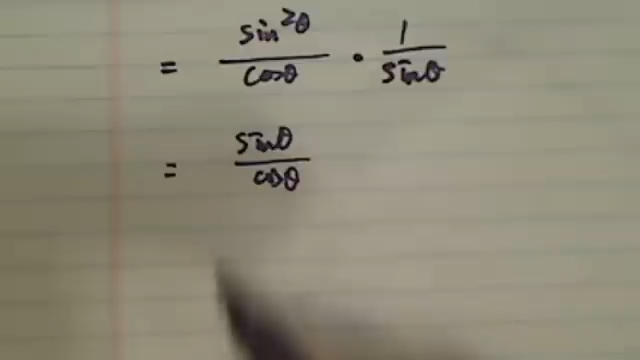 = sin²θ/cosθ · 1/sinθ
= sinθ/cosθ